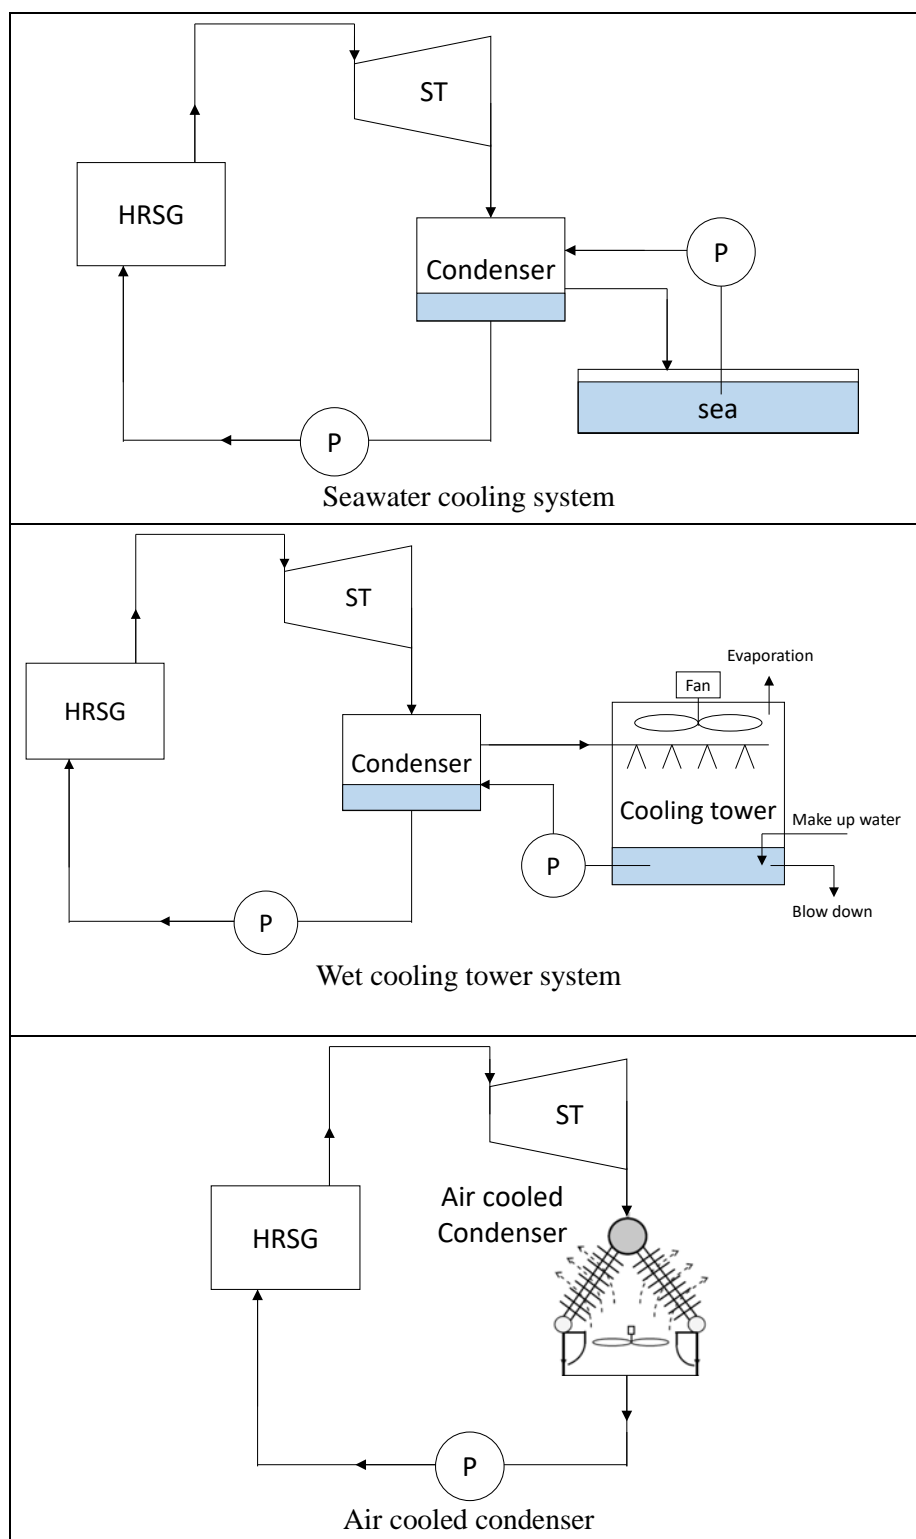 ST
HRSG
Condenser
P
sea
P
Seawater cooling system
ST
HRSG
Condenser
Evaporation
Fan
Cooling tower
Make up water
P
Blow down
P
Wet cooling tower system
ST
Air cooled
Condenser
HRSG
P
Air cooled condenser